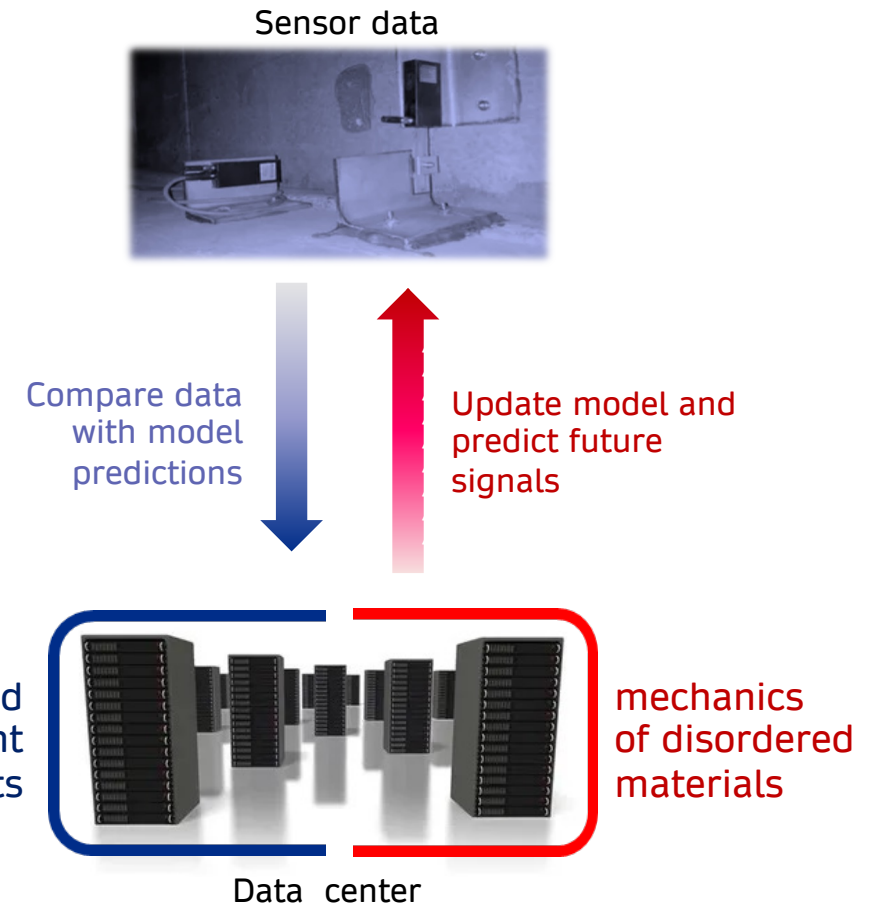 Sensor data
Compare data
with model
predictions
Update model and
predict future
signals
mechanics
of disordered
materials
Data center